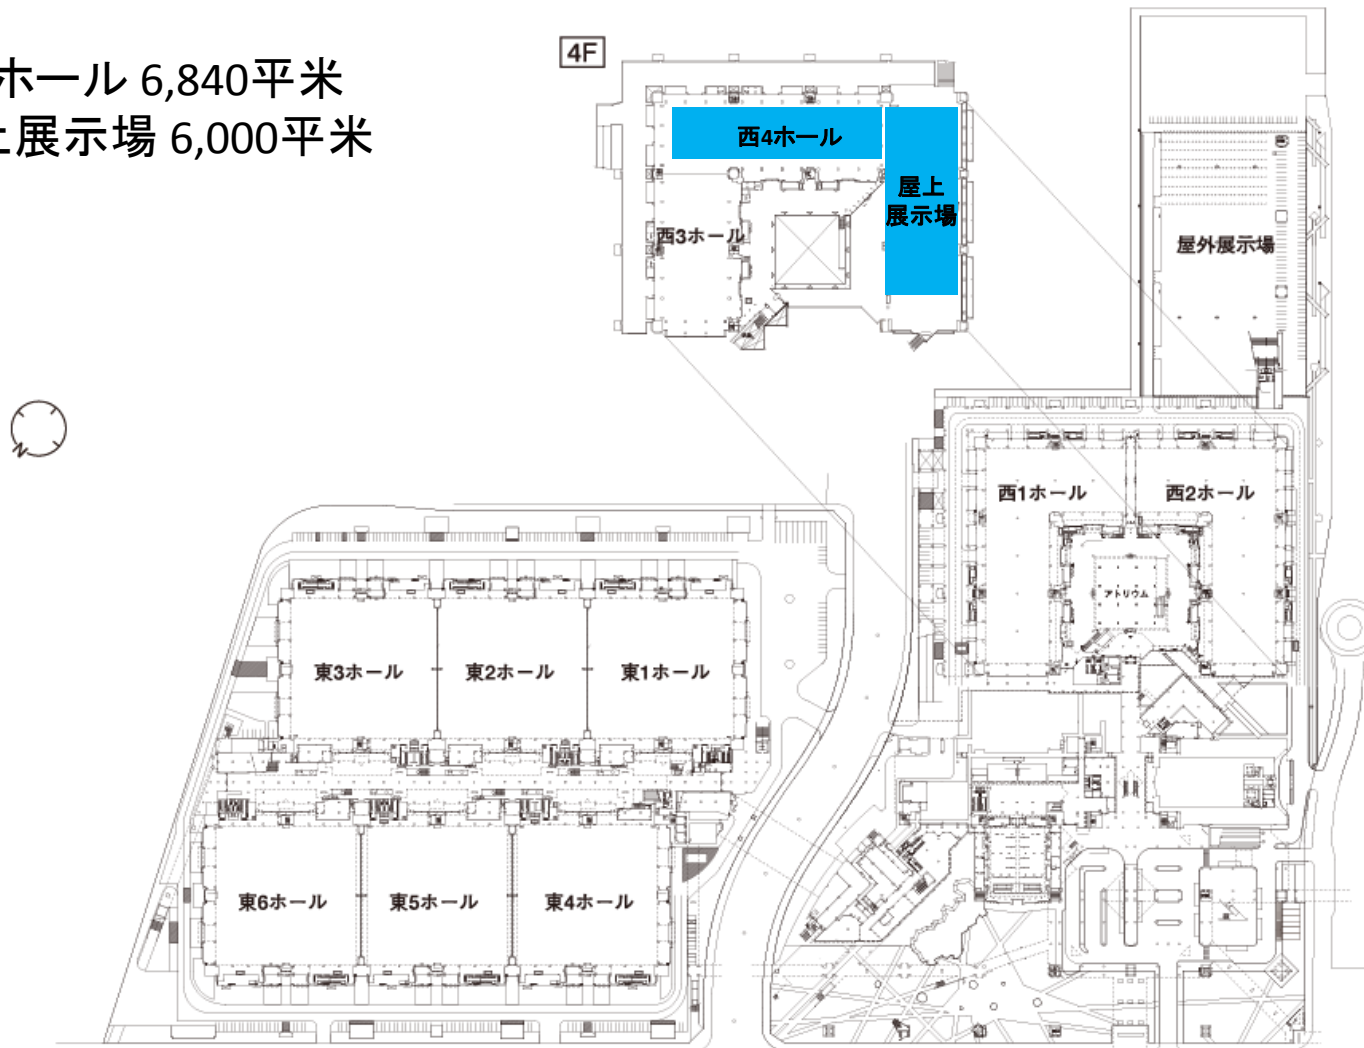 ホール 6,840平米
上展示場 6,000平米
4F
西4ホール
屋上
展示場
西3ホール
屋外展示場
N
西1ホール
西2ホール
アトリウム
東3ホール
東2ホール
東1ホール
東6ホール
東5ホール
東4ホール